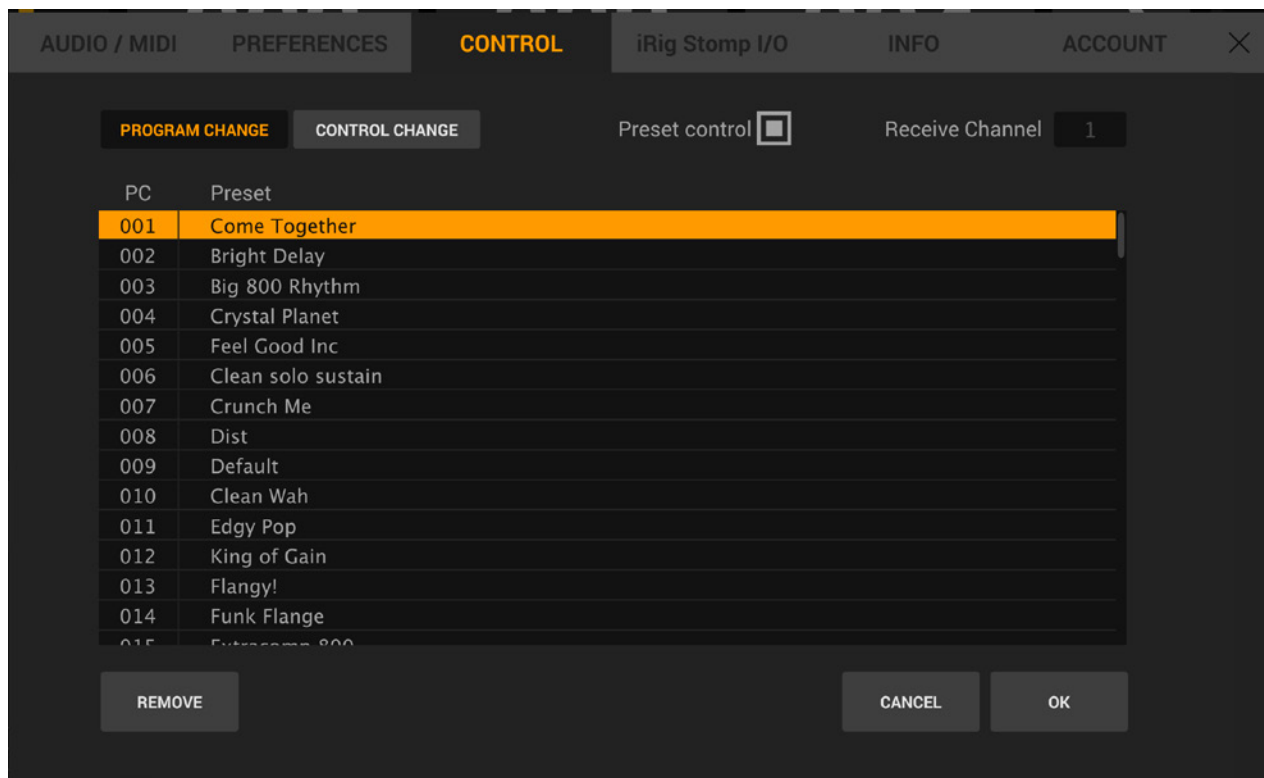 AUDIO / MIDI PREFERENCES CONTROL iRig Stomp I/O INFO ACCOUNT
PROGRAM CHANGE CONTROL CHANGE Preset control Receive Channel 1
PC Preset
001 Come Together
002 Bright Delay
003 Big 800 Rhythm
004 Crystal Planet
005 Feel Good Inc
006 Clean solo sustain
007 Crunch Me
008 Dist
009 Default
010 Clean Wah
011 Edgy Pop
012 King of Gain
013 Flangy!
014 Funk Flange
015 Extracomp 800
REMOVE CANCEL OK